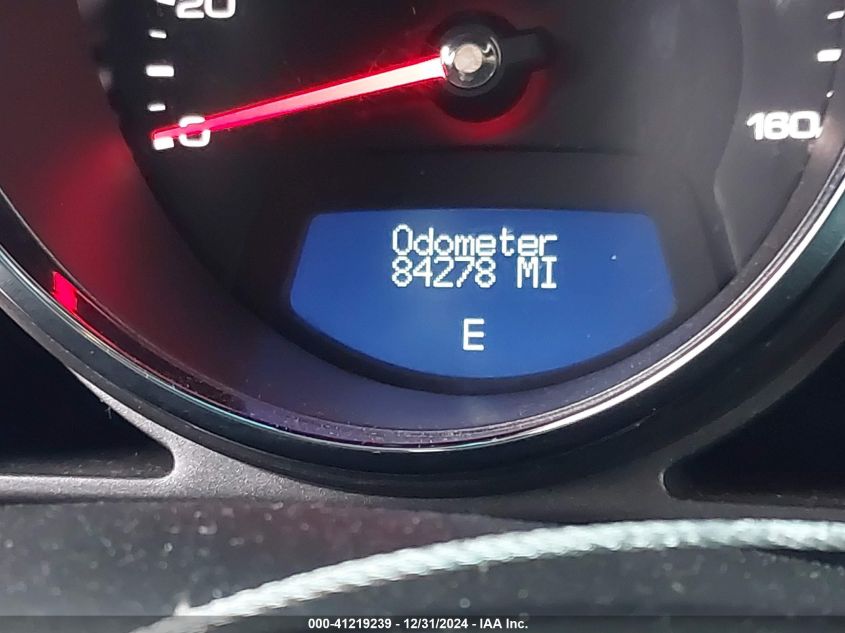 20
0
160
Odometer
84278 MI
E
000-41219239 - 12/31/2024 - IAA Inc.